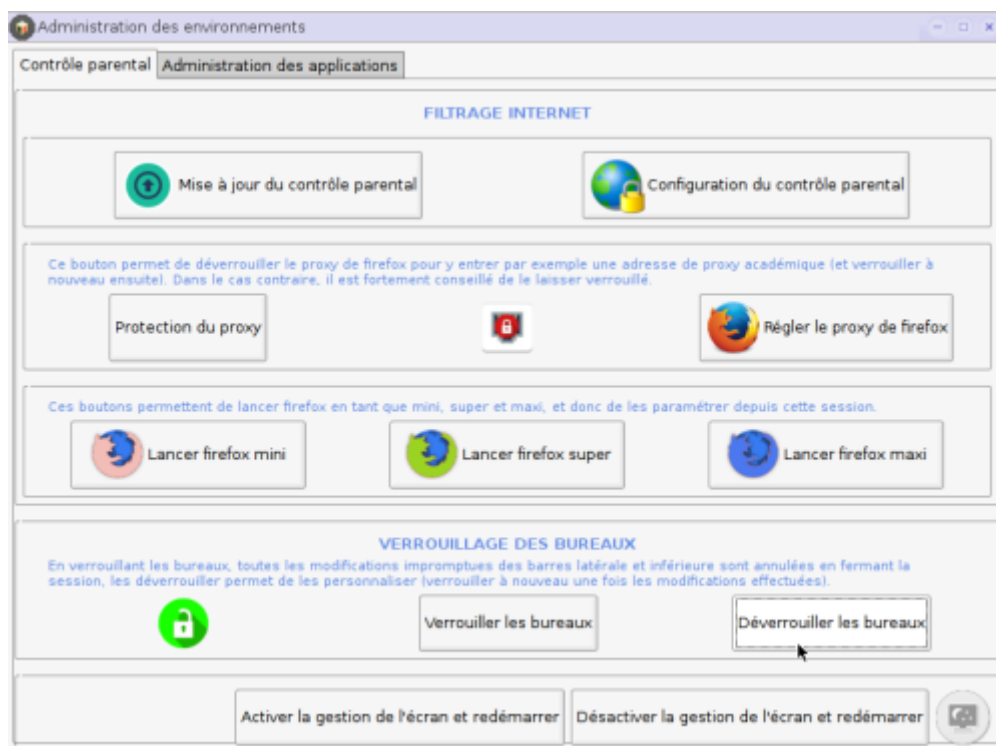 Administration des environnements
Contrôle parental Administration des applications
FILTRAGE INTERNET
Mise à jour du contrôle parental
Configuration du contrôle parental
Ce bouton permet de déverrouiller le proxy de firefox pour y entrer par exemple une adresse de proxy académique (et verrouiller à
nouveau ensuite). Dans le cas contraire, il est fortement conseillé de le laisser verrouillé.
Protection du proxy
Régler le proxy de firefox
Ces boutons permettent de lancer firefox en tant que mini, super et maxi, et donc de les paramétrer depuis cette session.
Lancer firefox mini
Lancer firefox super
Lancer firefox maxi
VERROUILLAGE DES BUREAUX
En verrouillant les bureaux, toutes les modifications impromptues des barres latérale et inférieure sont annulées en fermant la
session, les déverrouiller permet de les personnaliser (verrouiller à nouveau une fois les modifications effectuées).
Verrouiller les bureaux
Déverrouiller les bureaux
Activer la gestion de l'écran et redémarrer
Désactiver la gestion de l'écran et redémarrer